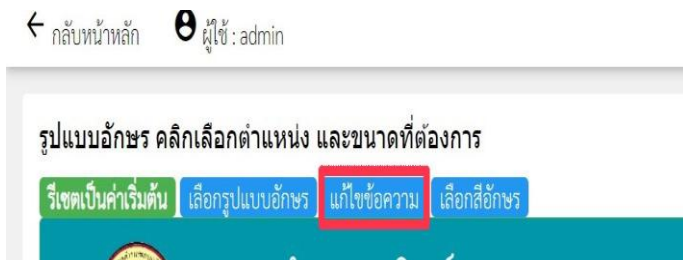 กลับหน้าหลัก ผู้ใช้ : admin
รูปแบบอักษร คลิกเลือกตำแหน่ง และขนาดที่ต้องการ
รีเซตเป็นค่าเริ่มต้น เลือกรูปแบบอักษร แก้ไขข้อความ เลือกสีอักษร